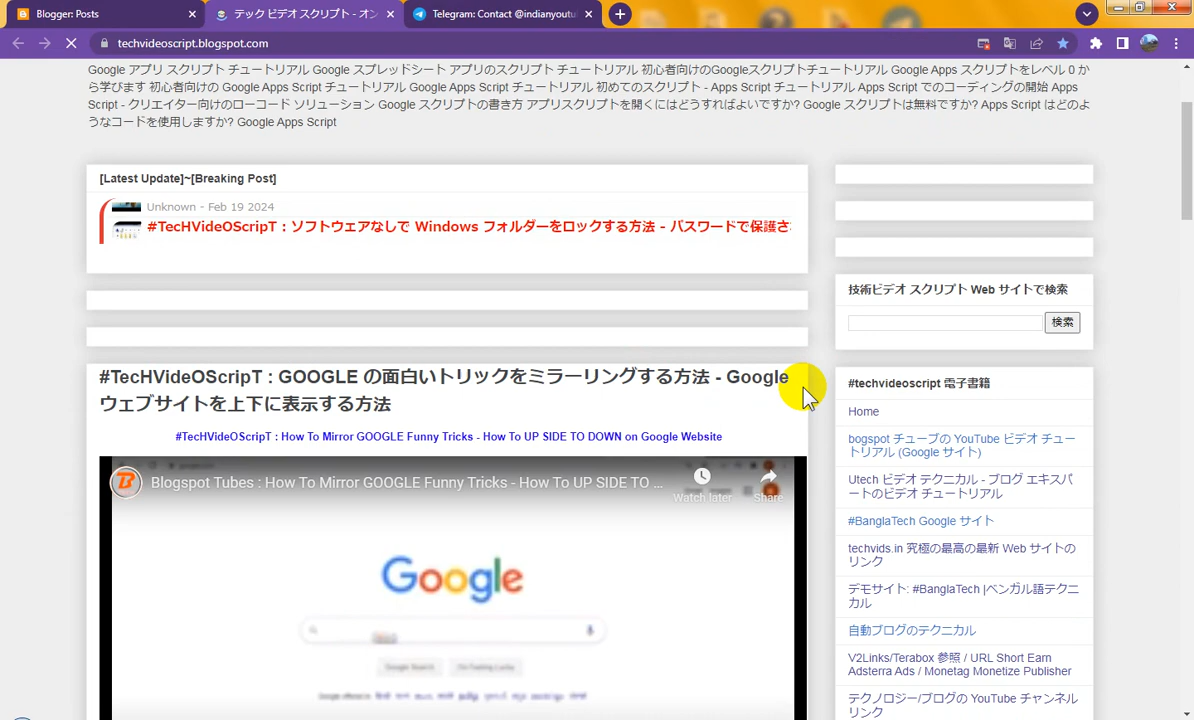 Blogger: Posts
テック ビデオ スクリプト - オン
Telegram: Contact @indianyoutu
techvideoscript.blogspot.com
Google アプリ スクリプト チュートリアル Google スプレッドシート アプリのスクリプト チュートリアル 初心者向けのGoogleスクリプトチュートリアル Google Apps スクリプトをレベル 0 か
ら学びます 初心者向けの Google Apps Script チュートリアル Google Apps Script チュートリアル 初めてのスクリプト - Apps Script チュートリアル Apps Script でのコーディングの開始 Apps
Script - クリエイター向けのローコード ソリューション Google スクリプトの書き方 アプリスクリプトを開くにはどうすればよいですか? Google スクリプトは無料ですか? Apps Script はどのよ
うなコードを使用しますか? Google Apps Script
[Latest Update]~[Breaking Post]
Unknown - Feb 19 2024
#TecHVideOScripT : ソフトウェアなしで Windows フォルダーをロックする方法 - パスワードで保護さ
技術ビデオ スクリプト Web サイトで検索
検索
#TecHVideOScripT : GOOGLE の面白いトリックをミラーリングする方法 - Google
ウェブサイトを上下に表示する方法
#TecHVideOScripT : How To Mirror GOOGLE Funny Tricks - How To UP SIDE TO DOWN on Google Website
Blogspot Tubes : How To Mirror GOOGLE Funny Tricks - How To UP SIDE TO ...
Watch later
Share
Google
Google Search
I'm Feeling Lucky
#techvideoscript 電子書籍
Home
bogspot チューブの YouTube ビデオ チュー
トリアル (Google サイト)
Utech ビデオ テクニカル - ブログ エキスパ
ートのビデオ チュートリアル
#BanglaTech Google サイト
techvids.in 究極の最高の最新 Web サイトの
リンク
デモサイト: #BanglaTech |ベンガル語テクニ
カル
自動ブログのテクニカル
V2Links/Terabox 参照 / URL Short Earn
Adsterra Ads / Monetag Monetize Publisher
テクノロジー/ブログの YouTube チャンネル
リンク